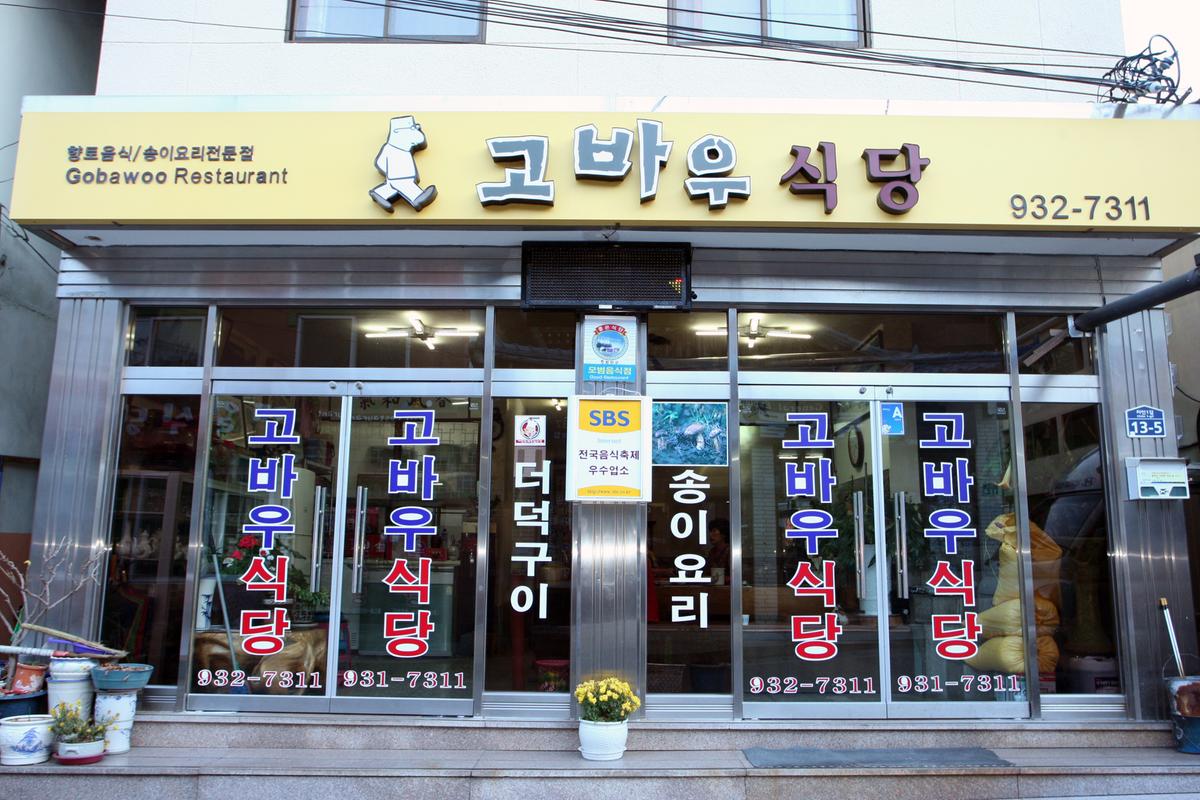 향토음식/송이요리전문점
Gobawoo Restaurant
고바우식당
932-7311
모범음식점
Good Restaurant
SBS
Internet
전국음식축제
우수업소
고바우식당
932-7311
고바우식당
931-7311
더덕구이
송이요리
고바우식당
932-7311
A
고바우식당
931-7311
13-5